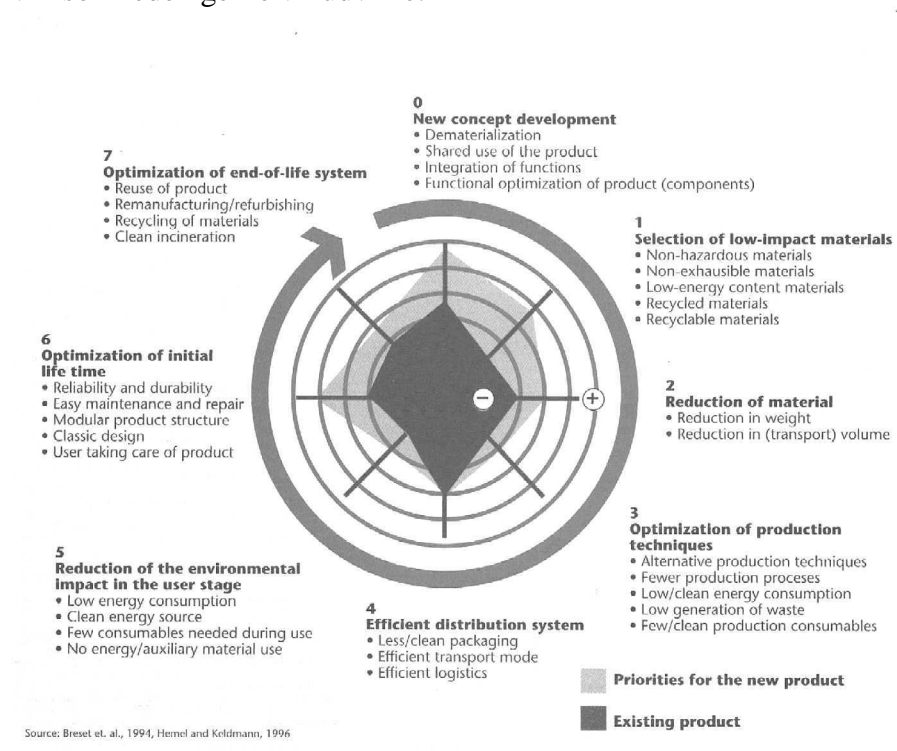 0
New concept development
• Dematerialization
• Shared use of the product
• Integration of functions
• Functional optimization of product (components)
1
Selection of low-impact materials
• Non-hazardous materials
• Non-exhausible materials
• Low-energy content materials
• Recycled materials
• Recyclable materials
2
Reduction of material
• Reduction in weight
• Reduction in (transport) volume
3
Optimization of production
techniques
• Alternative production techniques
• Fewer production proceses
• Low/clean energy consumption
• Low generation of waste
• Few/clean production consumables
4
Efficient distribution system
• Less/clean packaging
• Efficient transport mode
• Efficient logistics
5
Reduction of the environmental
impact in the user stage
• Low energy consumption
• Clean energy source
• Few consumables needed during use
• No energy/auxiliary material use
6
Optimization of initial
life time
• Reliability and durability
• Easy maintenance and repair
• Modular product structure
• Classic design
• User taking care of product
7
Optimization of end-of-life system
• Reuse of product
• Remanufacturing/refurbishing
• Recycling of materials
• Clean incineration
− +
Priorities for the new product
Existing product
Source: Breset et. al., 1994, Hemel and Keldmann, 1996